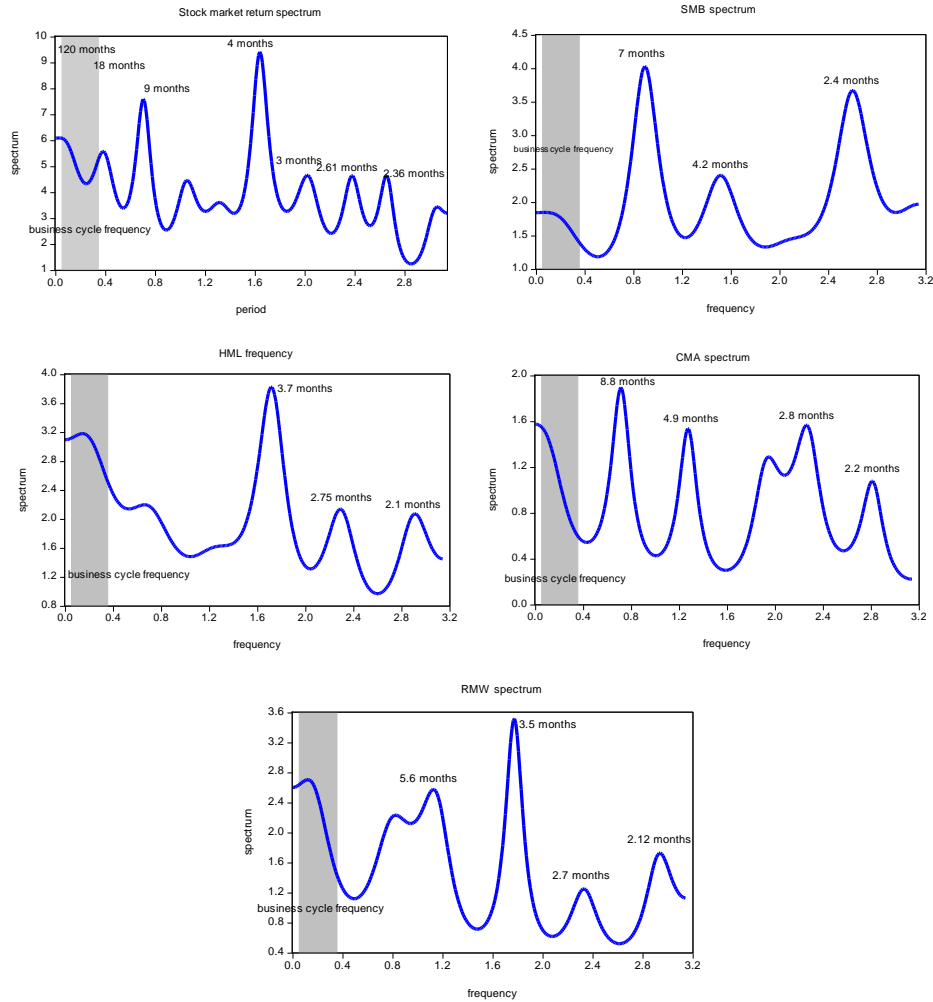 Stock market return spectrum
10
9
8
7
6
5
4
3
2
1
spectrum
120 months
18 months
9 months
4 months
3 months
2.61 months
2.36 months
business cycle frequency
0.0 0.4 0.8 1.2 1.6 2.0 2.4 2.8
period
SMB spectrum
4.5
4.0
3.5
3.0
2.5
2.0
1.5
1.0
spectrum
7 months
2.4 months
business cycle frequency
4.2 months
0.0 0.4 0.8 1.2 1.6 2.0 2.4 2.8 3.2
frequency
HML frequency
4.0
3.6
3.2
2.8
2.4
2.0
1.6
1.2
0.8
spectrum
3.7 months
2.75 months
2.1 months
business cycle frequency
0.0 0.4 0.8 1.2 1.6 2.0 2.4 2.8 3.2
frequency
CMA spectrum
2.0
1.6
1.2
0.8
0.4
0.0
spectrum
8.8 months
4.9 months
2.8 months
2.2 months
business cycle frequency
0.0 0.4 0.8 1.2 1.6 2.0 2.4 2.8 3.2
frequency
RMW spectrum
3.6
3.2
2.8
2.4
2.0
1.6
1.2
0.8
0.4
spectrum
3.5 months
5.6 months
2.12 months
2.7 months
business cycle frequency
0.0 0.4 0.8 1.2 1.6 2.0 2.4 2.8 3.2
frequency